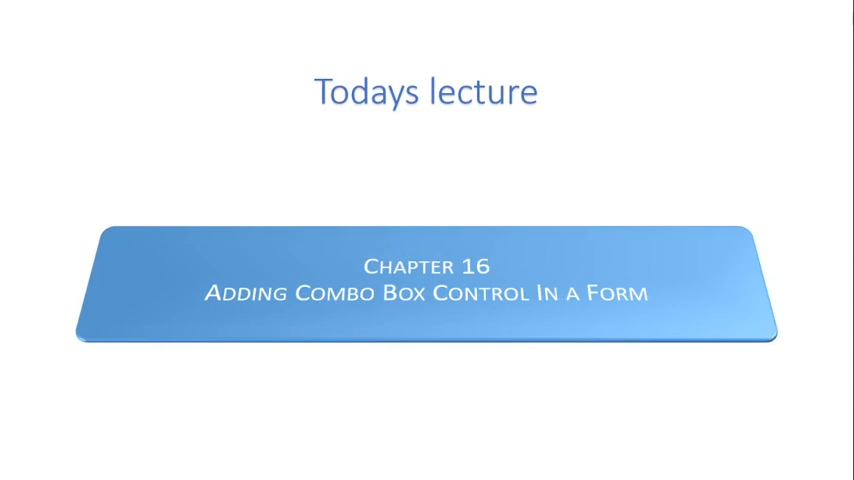 Todays lecture
CHAPTER 16
ADDING COMBO BOX CONTROL IN A FORM